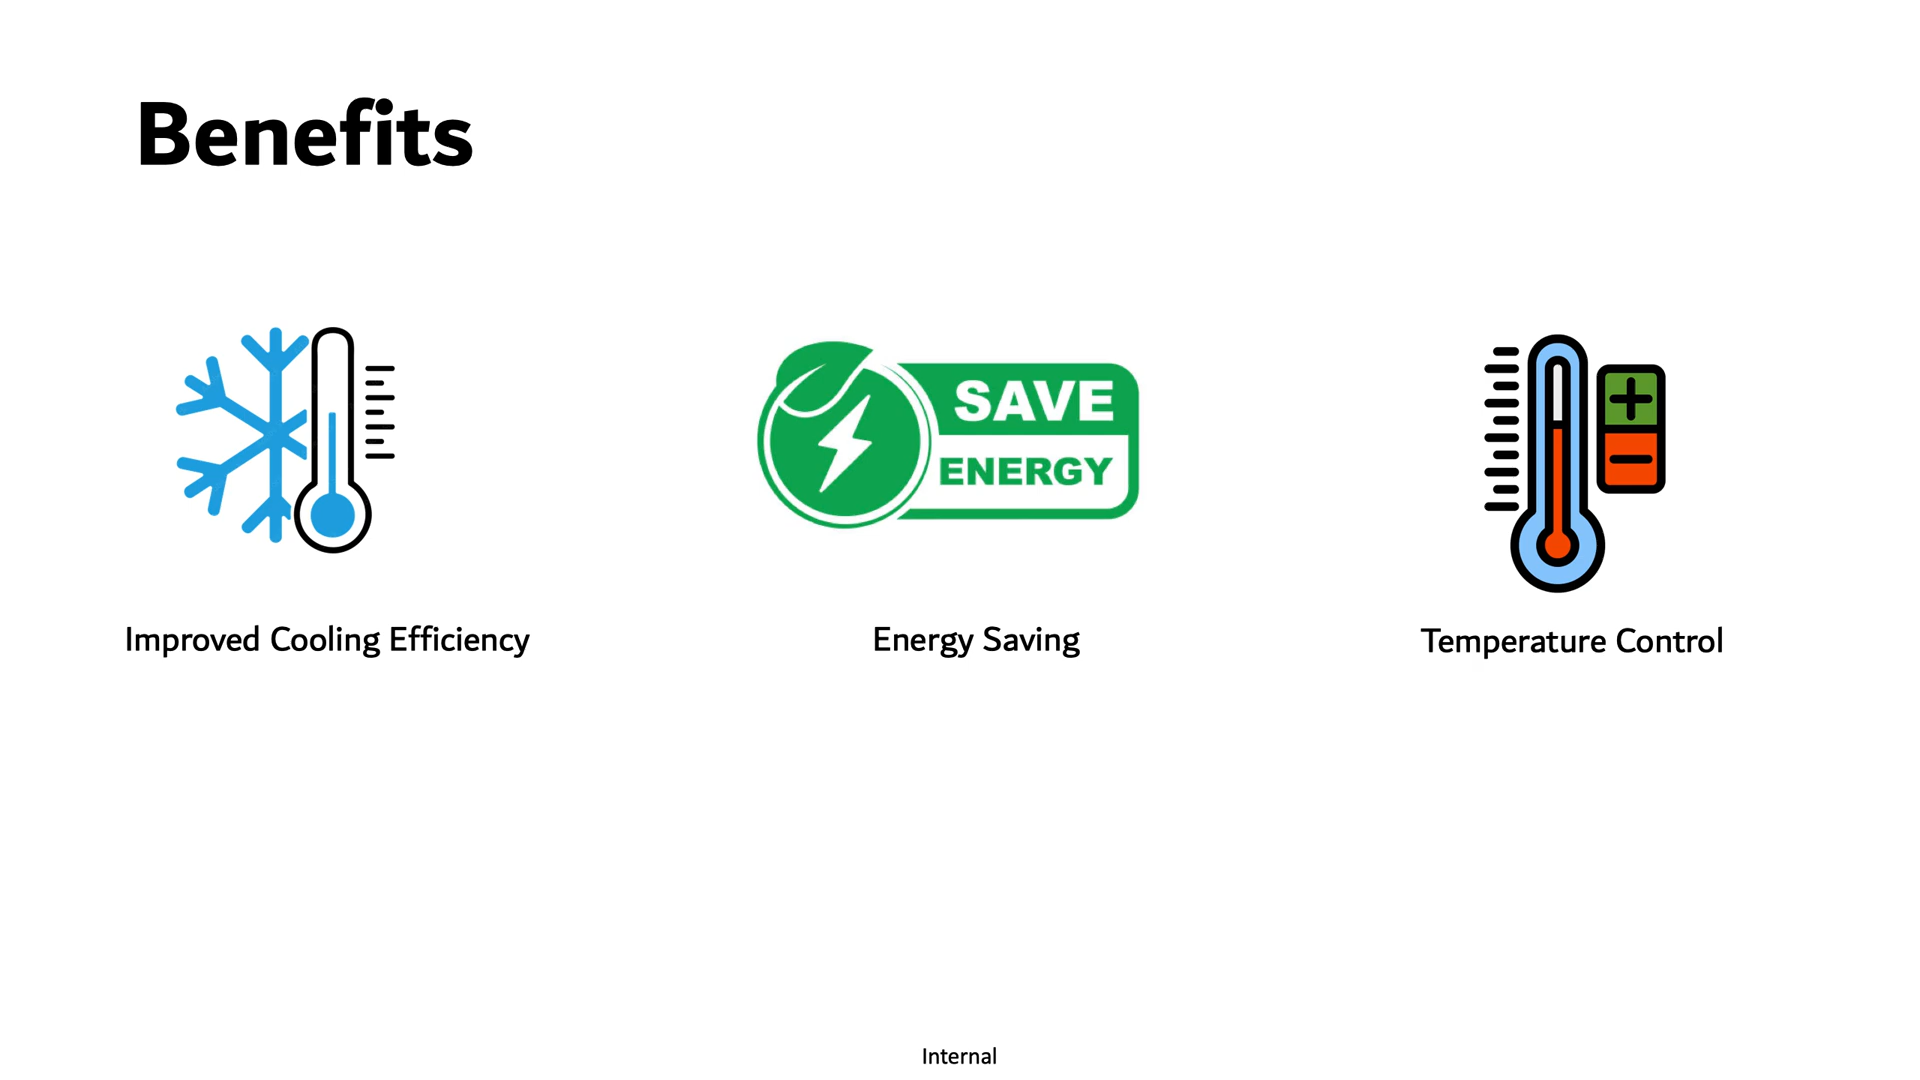 Benefits
SAVE
ENERGY
Improved Cooling Efficiency
Energy Saving
Temperature Control
Internal